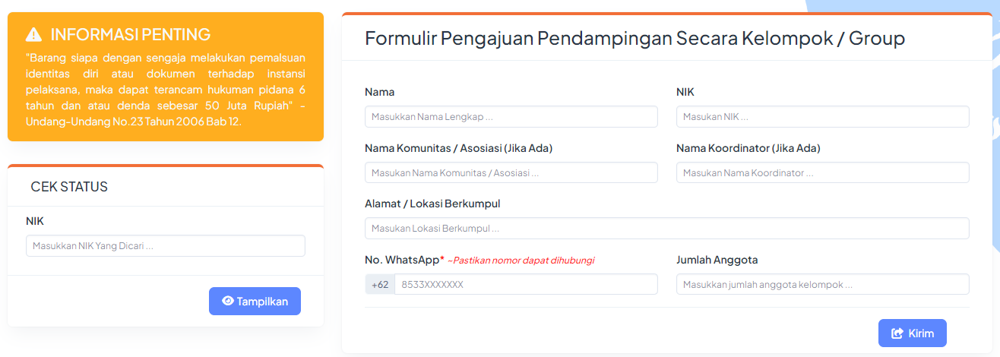 INFORMASI PENTING
"Barang siapa dengan sengaja melakukan pemalsuan
identitas diri atau dokumen terhadap instansi
pelaksana, maka dapat terancam hukuman pidana 6
tahun dan atau denda sebesar 50 Juta Rupiah" -
Undang-Undang No.23 Tahun 2006 Bab 12.
CEK STATUS
NIK
Masukkan NIK Yang Dicari ...
Tampilkan
Formulir Pengajuan Pendampingan Secara Kelompok / Group
Nama
Masukkan Nama Lengkap ...
NIK
Masukan NIK ...
Nama Komunitas / Asosiasi (Jika Ada)
Masukan Nama Komunitas / Asosiasi ...
Nama Koordinator (Jika Ada)
Masukan Nama Koordinator ...
Alamat / Lokasi Berkumpul
Masukan Lokasi Berkumpul ...
No. WhatsApp* ~Pastikan nomor dapat dihubungi
+62 8533XXXXXXX
Jumlah Anggota
Masukkan jumlah anggota kelompok ...
Kirim